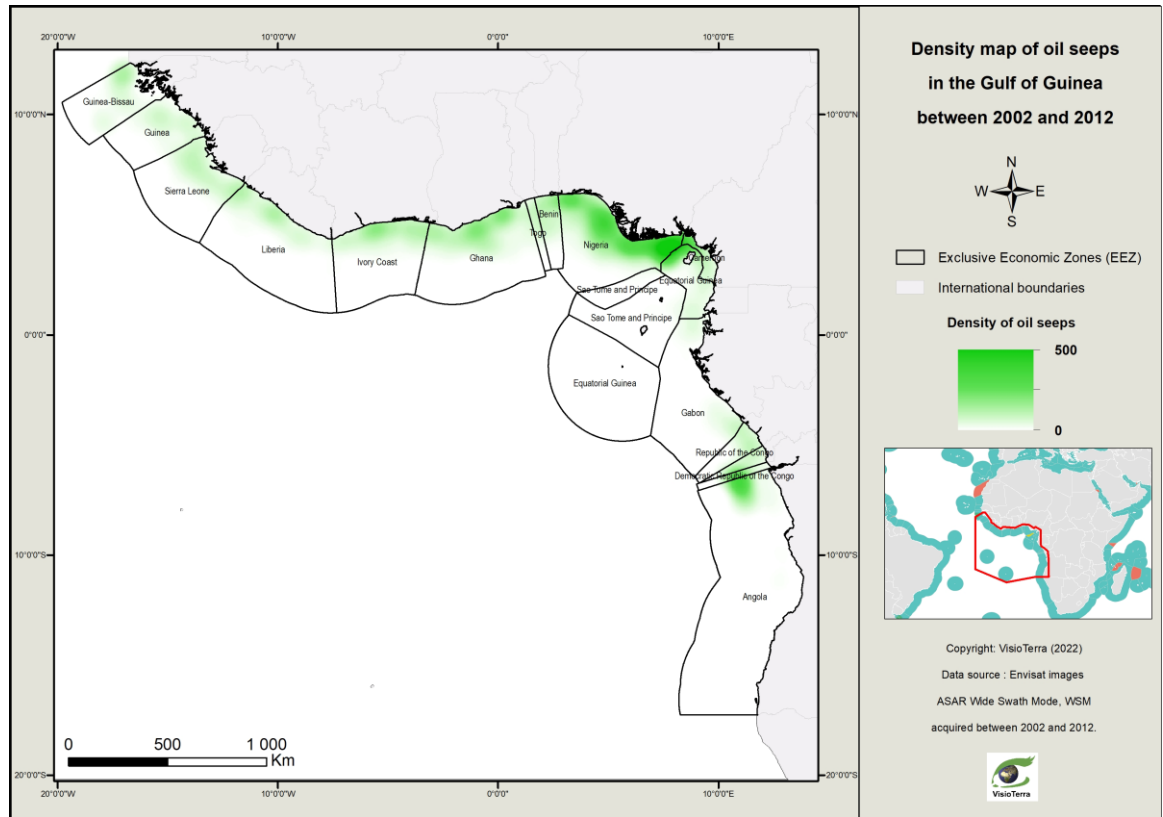 20°0'0"W
10°0'0"W
0°0'0"
10°0'0"E
10°0'0"N
0°0'0"
10°0'0"S
20°0'0"S
10°0'0"N
0°0'0"
10°0'0"S
20°0'0"S
20°0'0"W
10°0'0"W
0°0'0"
10°0'0"E
Guinea-Bissau
Guinea
Sierra Leone
Liberia
Ivory Coast
Ghana
Togo
Benin
Nigeria
Cameroon
Equatorial Guinea
Sao Tome and Principe
Sao Tome and Principe
Equatorial Guinea
Gabon
Republic of the Congo
Democratic Republic of the Congo
Angola
0 500 1 000
Km
Density map of oil seeps
in the Gulf of Guinea
between 2002 and 2012
N
W E
S
Exclusive Economic Zones (EEZ)
International boundaries
Density of oil seeps
500
0
Copyright: VisioTerra (2022)
Data source : Envisat images
ASAR Wide Swath Mode, WSM
acquired between 2002 and 2012.
VisioTerra